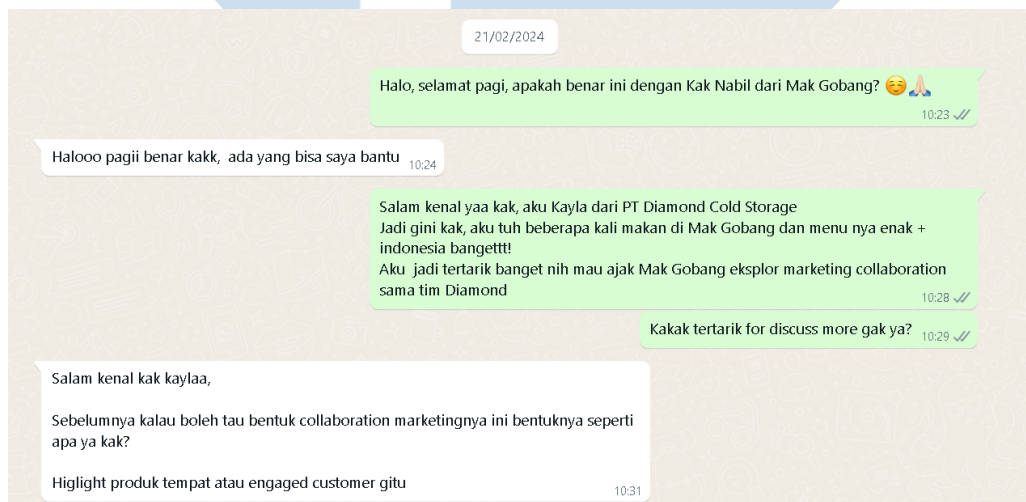 21/02/2024
Halo, selamat pagi, apakah benar ini dengan Kak Nabil dari Mak Gobang? ☺️🙏🏻
10:23
Halooo pagii benar kakk, ada yang bisa saya bantu 10:24
Salam kenal yaa kak, aku Kayla dari PT Diamond Cold Storage
Jadi gini kak, aku tuh beberapa kali makan di Mak Gobang dan menu nya enak +
indonesia bangettt!
Aku jadi tertarik banget nih mau ajak Mak Gobang eksplor marketing collaboration
sama tim Diamond
10:28
Kakak tertarik for discuss more gak ya? 10:29
Salam kenal kak kaylaa,
Sebelumnya kalau boleh tau bentuk collaboration marketingnya ini bentuknya seperti
apa ya kak?
Higlight produk tempat atau engaged customer gitu
10:31